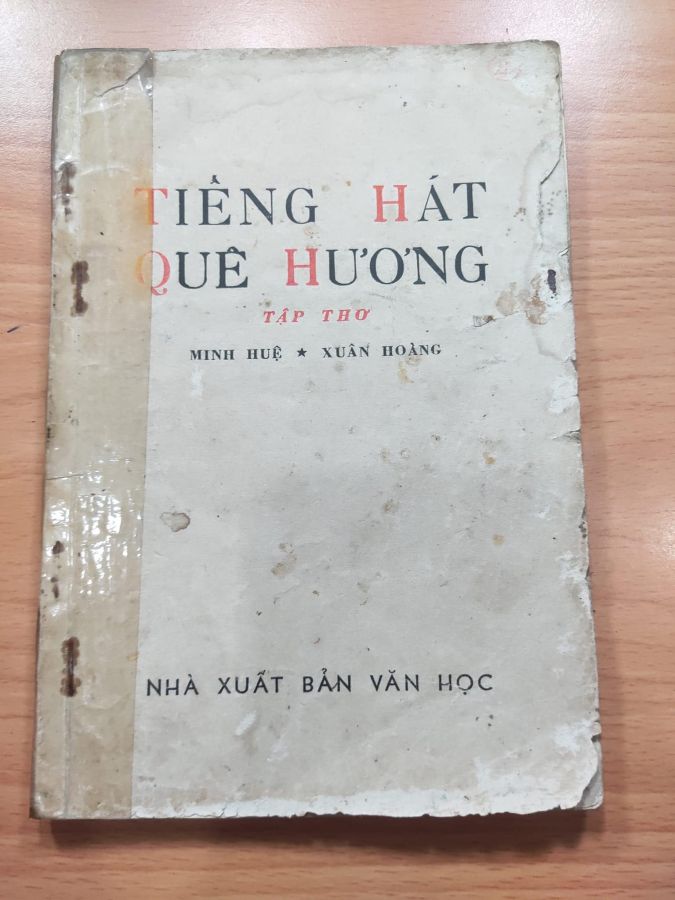 TIẾNG HÁT
QUÊ HƯƠNG
TẬP THƠ
MINH HUỆ ★ XUÂN HOÀNG
NHÀ XUẤT BẢN VĂN HỌC